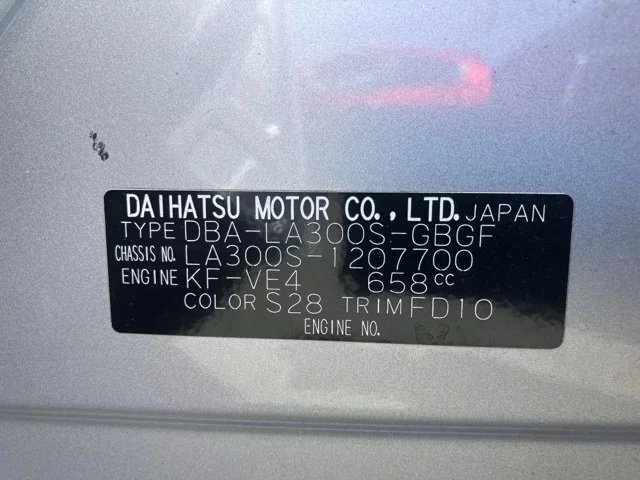 DAIHATSU MOTOR CO., LTD. JAPAN
TYPE DBA-LA300S-GBGF
CHASSIS NO. LA300S-1207700
ENGINE KF-VE4 658CC
COLOR S28 TRIM FD10
ENGINE NO.